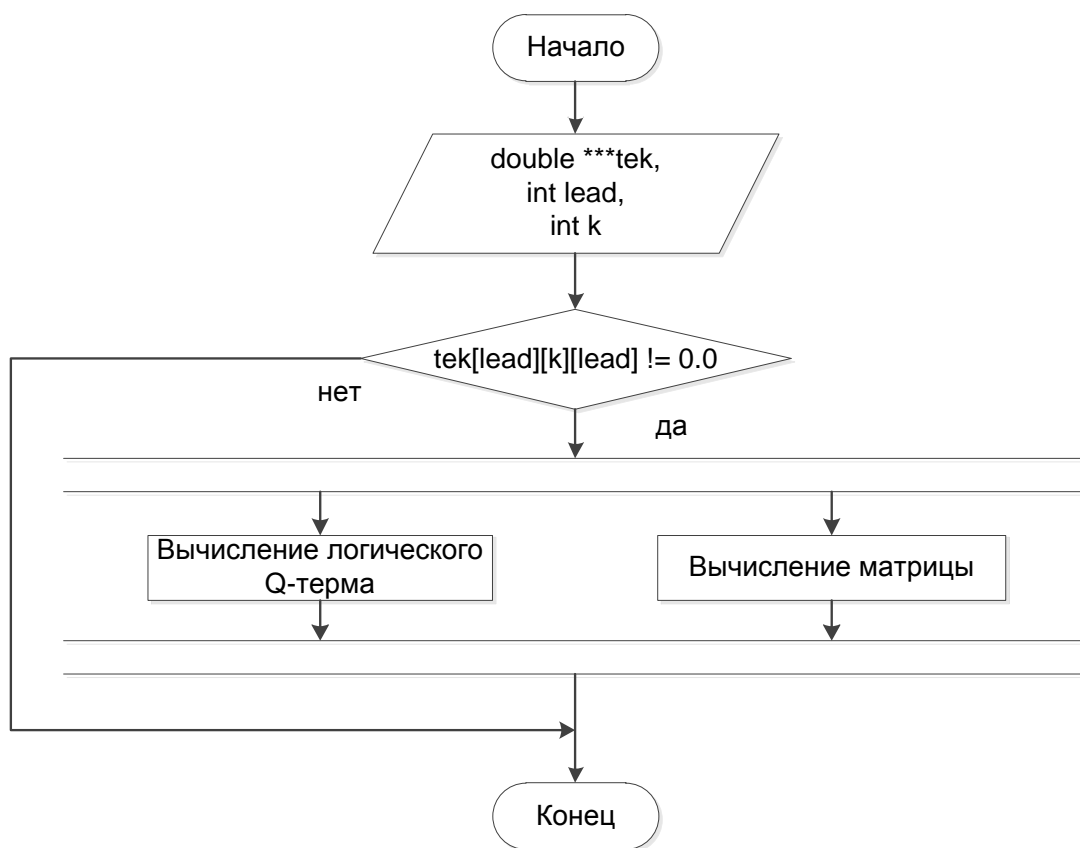 Начало
double ***tek,
int lead,
int k
tek[lead][k][lead] != 0.0
нет
да
Вычисление логического
Q-терма
Вычисление матрицы
Конец